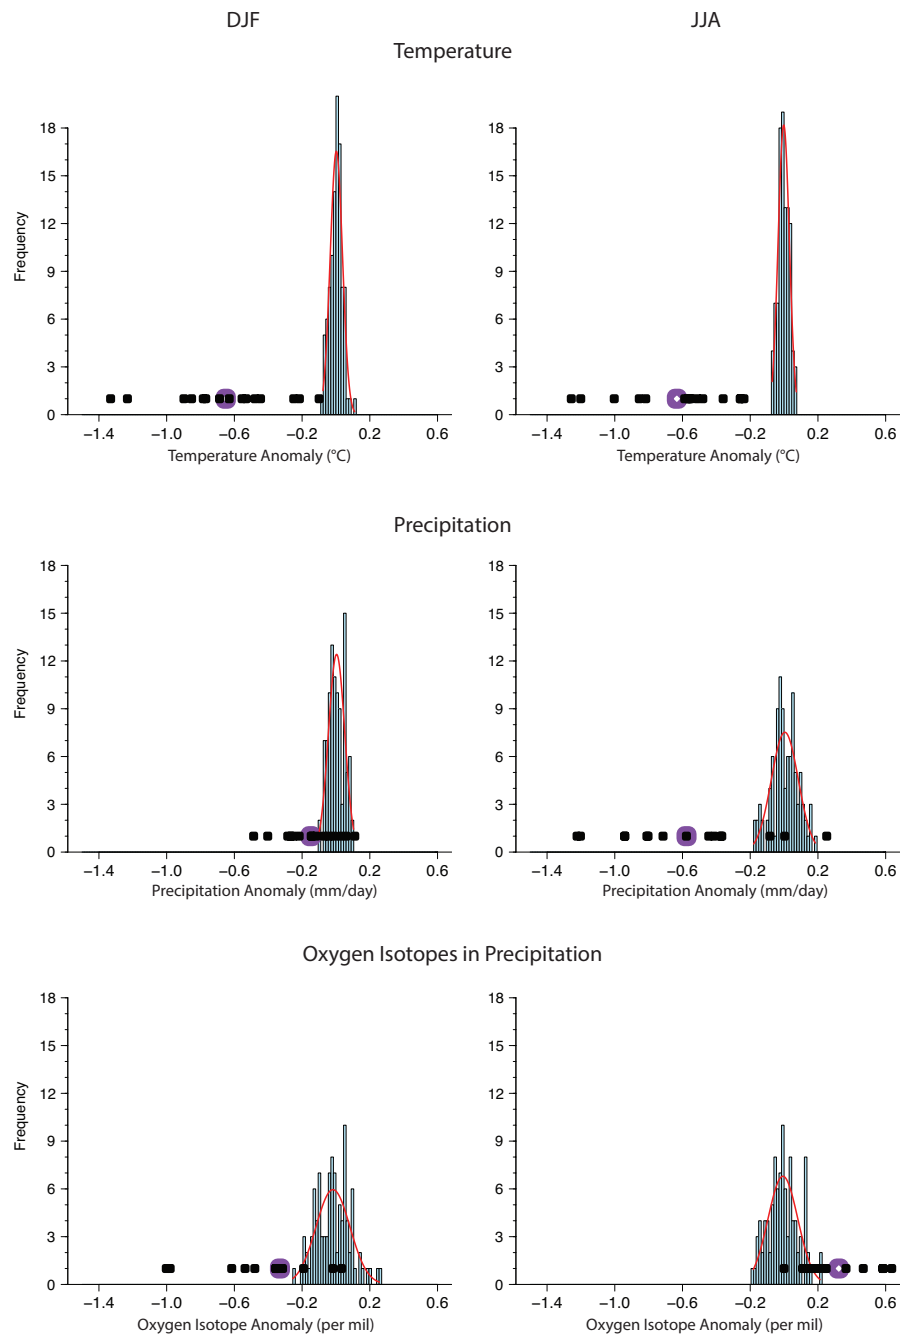 DJF JJA
Temperature
18 18
15 15
12 12
Frequency
9 9
6 6
3 3
0 0
−1.4 −1.0 −0.6 −0.2 0.2 0.6 −1.4 −1.0 −0.6 −0.2 0.2 0.6
Temperature Anomaly (°C) Temperature Anomaly (°C)
Precipitation
18 18
15 15
12 12
Frequency
9 9
6 6
3 3
0 0
−1.4 −1.0 −0.6 −0.2 0.2 0.6 −1.4 −1.0 −0.6 −0.2 0.2 0.6
Precipitation Anomaly (mm/day) Precipitation Anomaly (mm/day)
Oxygen Isotopes in Precipitation
18 18
15 15
12 12
Frequency
9 9
6 6
3 3
0 0
−1.4 −1.0 −0.6 −0.2 0.2 0.6 −1.4 −1.0 −0.6 −0.2 0.2 0.6
Oxygen Isotope Anomaly (per mil) Oxygen Isotope Anomaly (per mil)